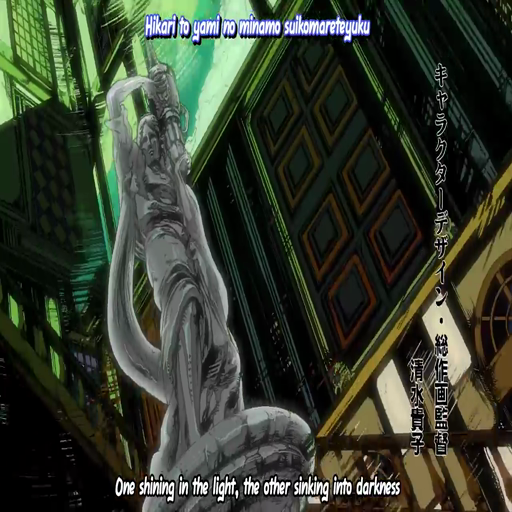 Hikari to yami no minamo suikomareteyuku
キャラクターデザイン・総作画監督
清水貴子
One shining in the light, the other sinking into darkness